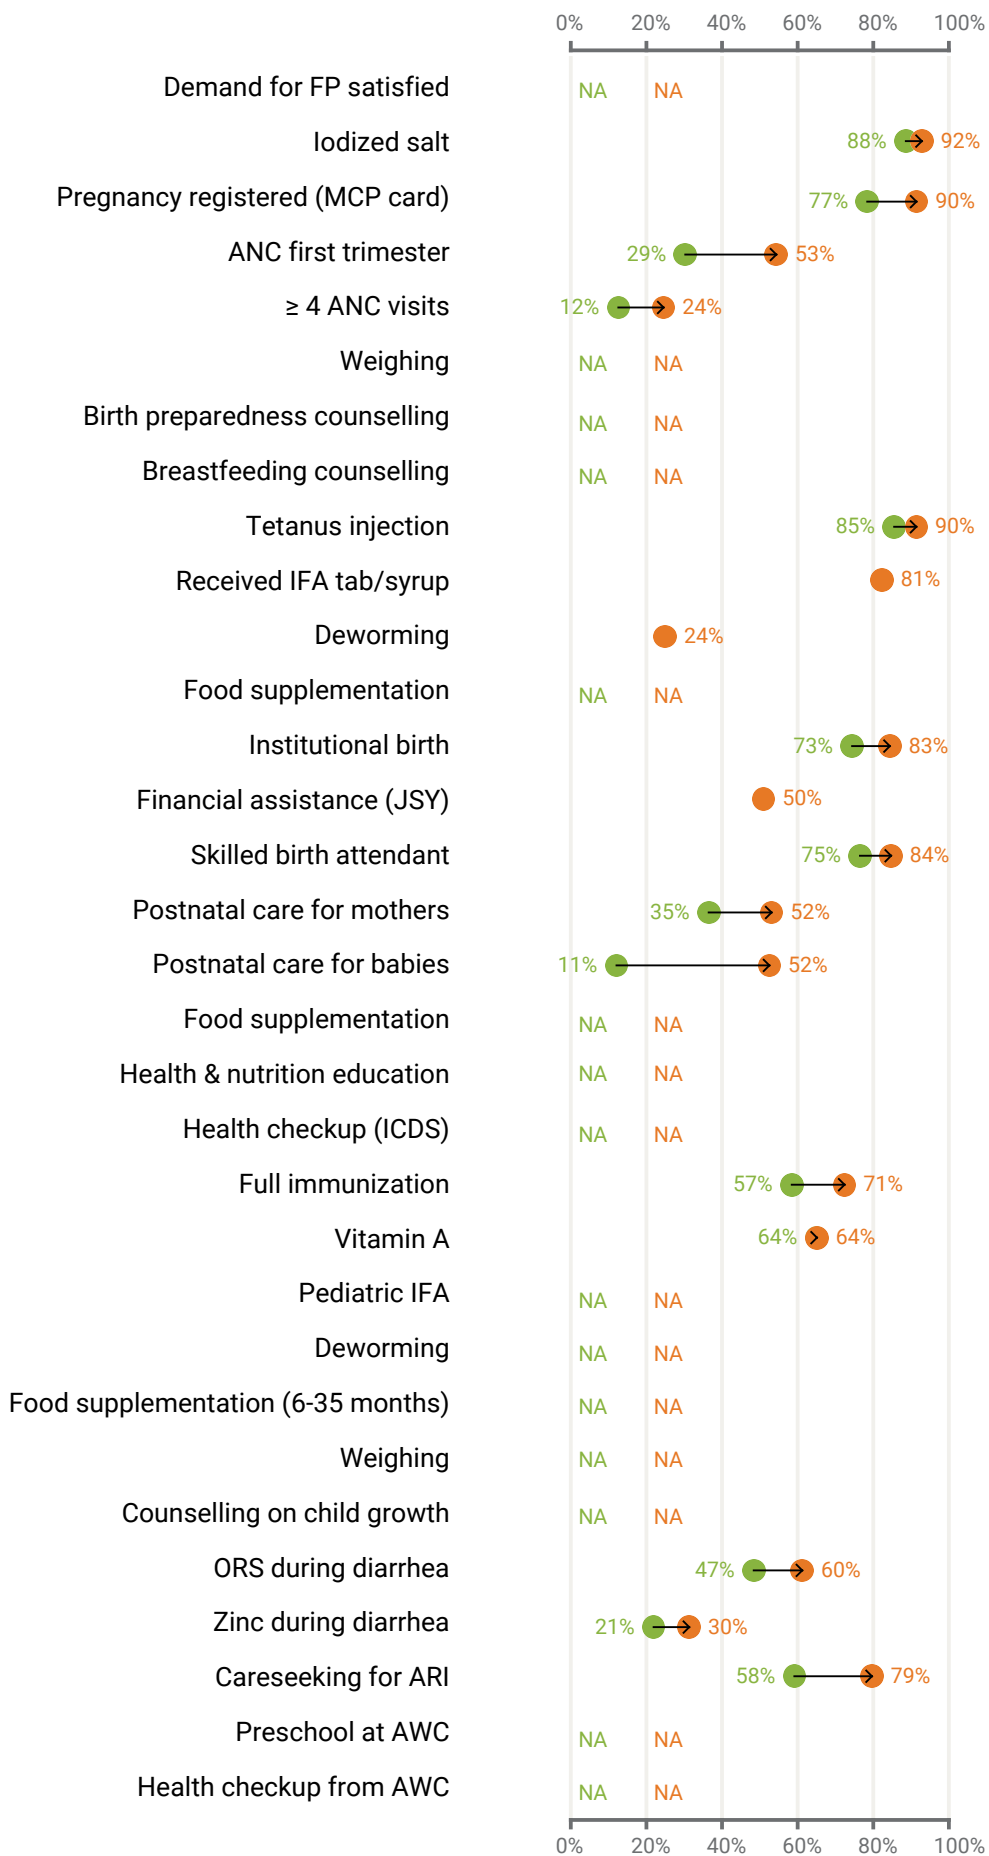 0% 20% 40% 60% 80% 100%
Demand for FP satisfied NA NA
Iodized salt 88% 92%
Pregnancy registered (MCP card) 77% 90%
ANC first trimester 29% 53%
≥ 4 ANC visits 12% 24%
Weighing NA NA
Birth preparedness counselling NA NA
Breastfeeding counselling NA NA
Tetanus injection 85% 90%
Received IFA tab/syrup 81%
Deworming 24%
Food supplementation NA NA
Institutional birth 73% 83%
Financial assistance (JSY) 50%
Skilled birth attendant 75% 84%
Postnatal care for mothers 35% 52%
Postnatal care for babies 11% 52%
Food supplementation NA NA
Health & nutrition education NA NA
Health checkup (ICDS) NA NA
Full immunization 57% 71%
Vitamin A 64% 64%
Pediatric IFA NA NA
Deworming NA NA
Food supplementation (6-35 months) NA NA
Weighing NA NA
Counselling on child growth NA NA
ORS during diarrhea 47% 60%
Zinc during diarrhea 21% 30%
Careseeking for ARI 58% 79%
Preschool at AWC NA NA
Health checkup from AWC NA NA
0% 20% 40% 60% 80% 100%